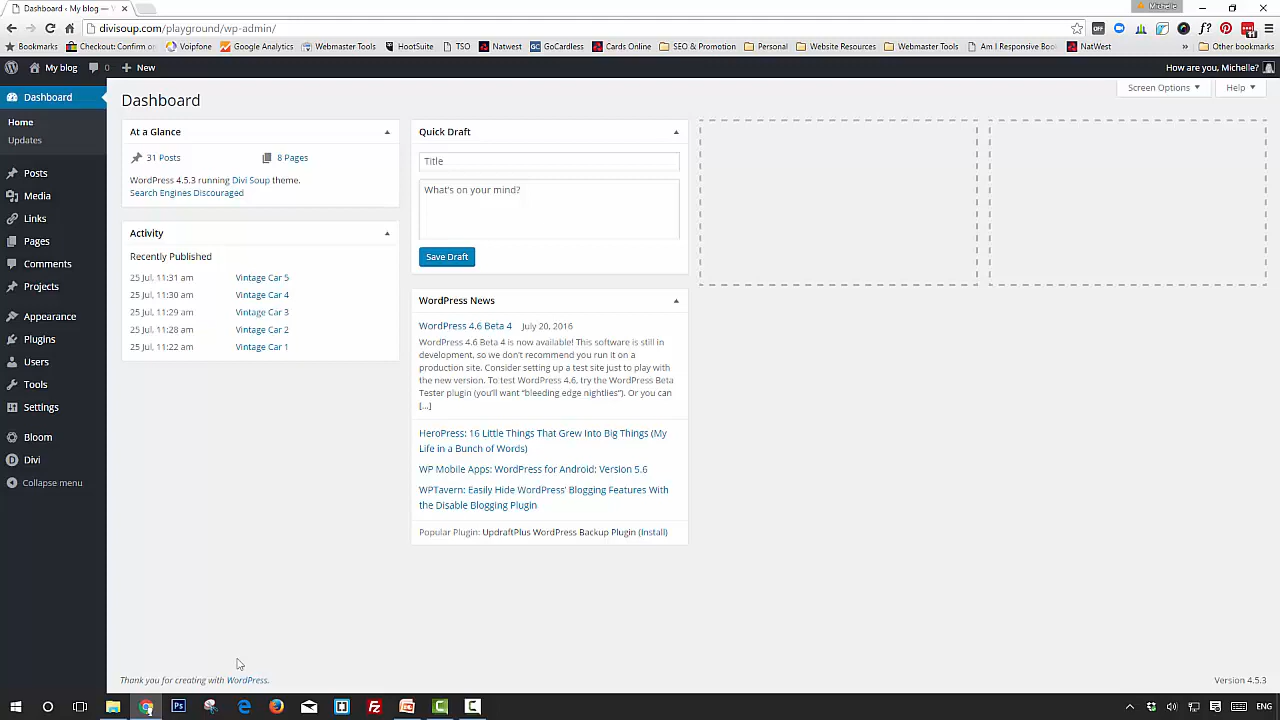 Dashboard ‹ My blog — V
Michelle
divisoup.com/playground/wp-admin/
Bookmarks
Checkout: Confirm on
Voipfone
Google Analytics
Webmaster Tools
HootSuite
TSO
Natwest
GoCardless
Cards Online
SEO & Promotion
Personal
Website Resources
Webmaster Tools
Am I Responsive Boo
NatWest
»
Other bookmarks
My blog
0
New
How are you, Michelle?
Dashboard
Home
Updates
Posts
Media
Links
Pages
Comments
Projects
Appearance
Plugins
Users
Tools
Settings
Bloom
Divi
Collapse menu
Screen Options
Help
Dashboard
At a Glance
31 Posts
8 Pages
WordPress 4.5.3 running Divi Soup theme.
Search Engines Discouraged
Activity
Recently Published
25 Jul, 11:31 am Vintage Car 5
25 Jul, 11:30 am Vintage Car 4
25 Jul, 11:29 am Vintage Car 3
25 Jul, 11:28 am Vintage Car 2
25 Jul, 11:22 am Vintage Car 1
Quick Draft
Title
What's on your mind?
Save Draft
WordPress News
WordPress 4.6 Beta 4 July 20, 2016
WordPress 4.6 Beta 4 is now available! This software is still in
development, so we don't recommend you run it on a
production site. Consider setting up a test site just to play with
the new version. To test WordPress 4.6, try the WordPress Beta
Tester plugin (you'll want "bleeding edge nightlies"). Or you can
[...]
HeroPress: 16 Little Things That Grew Into Big Things (My
Life in a Bunch of Words)
WP Mobile Apps: WordPress for Android: Version 5.6
WPTavern: Easily Hide WordPress' Blogging Features With
the Disable Blogging Plugin
Popular Plugin: UpdraftPlus WordPress Backup Plugin (Install)
Thank you for creating with WordPress.
Version 4.5.3
ENG